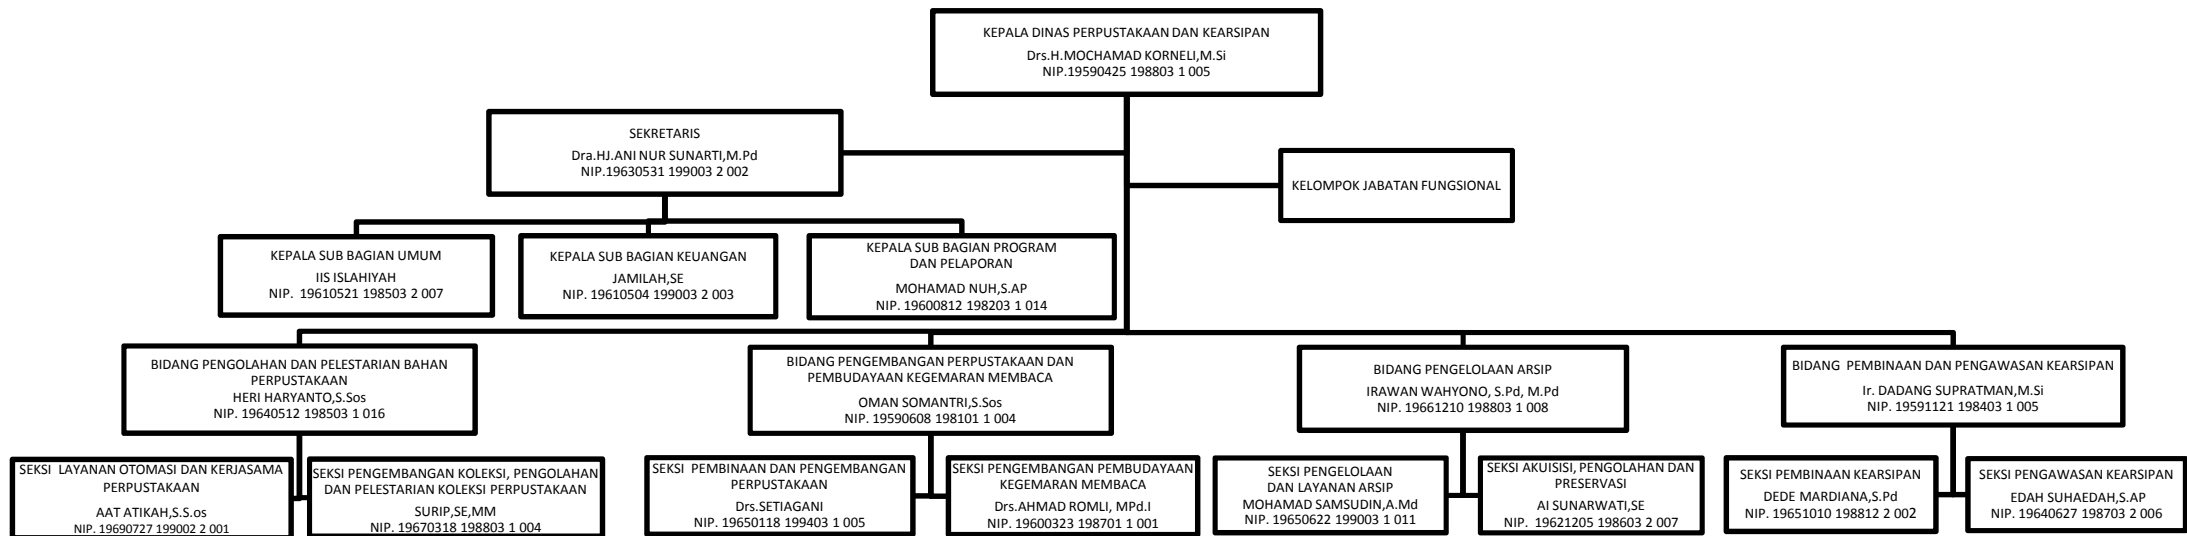 KEPALA DINAS PERPUSTAKAAN DAN KEARSIPAN
Drs.H.MOCHAMAD KORNELI,M.Si
NIP.19590425 198803 1 005
SEKRETARIS
Dra.HJ.ANI NUR SUNARTI,M.Pd
NIP.19630531 199003 2 002
KELOMPOK JABATAN FUNGSIONAL
KEPALA SUB BAGIAN UMUM
IIS ISLAHIYAH
NIP. 19610521 198503 2 007
KEPALA SUB BAGIAN KEUANGAN
JAMILAH,SE
NIP. 19610504 199003 2 003
KEPALA SUB BAGIAN PROGRAM
DAN PELAPORAN
MOHAMAD NUH,S.AP
NIP. 19600812 198203 1 014
BIDANG PENGOLAHAN DAN PELESTARIAN BAHAN
PERPUSTAKAAN
HERI HARYANTO,S.Sos
NIP. 19640512 198503 1 016
BIDANG PENGEMBANGAN PERPUSTAKAAN DAN
PEMBUDAYAAN KEGEMARAN MEMBACA
OMAN SOMANTRI,S.Sos
NIP. 19590608 198101 1 004
BIDANG PENGELOLAAN ARSIP
IRAWAN WAHYONO, S.Pd, M.Pd
NIP. 19661210 198803 1 008
BIDANG PEMBINAAN DAN PENGAWASAN KEARSIPAN
Ir. DADANG SUPRATMAN,M.Si
NIP. 19591121 198403 1 005
SEKSI LAYANAN OTOMASI DAN KERJASAMA
PERPUSTAKAAN
AAT ATIKAH,S.S.os
NIP. 19690727 199002 2 001
SEKSI PENGEMBANGAN KOLEKSI, PENGOLAHAN
DAN PELESTARIAN KOLEKSI PERPUSTAKAAN
SURIP,SE,MM
NIP. 19670318 198803 1 004
SEKSI PEMBINAAN DAN PENGEMBANGAN
PERPUSTAKAAN
Drs.SETIAGANI
NIP. 19650118 199403 1 005
SEKSI PENGEMBANGAN PEMBUDAYAAN
KEGEMARAN MEMBACA
Drs.AHMAD ROMLI, MPd.I
NIP. 19600323 198701 1 001
SEKSI PENGELOLAAN
DAN LAYANAN ARSIP
MOHAMAD SAMSUDIN,A.Md
NIP. 19650622 199003 1 011
SEKSI AKUISISI, PENGOLAHAN DAN
PRESERVASI
AI SUNARWATI,SE
NIP. 19621205 198603 2 007
SEKSI PEMBINAAN KEARSIPAN
DEDE MARDIANA,S.Pd
NIP. 19651010 198812 2 002
SEKSI PENGAWASAN KEARSIPAN
EDAH SUHAEDAH,S.AP
NIP. 19640627 198703 2 006